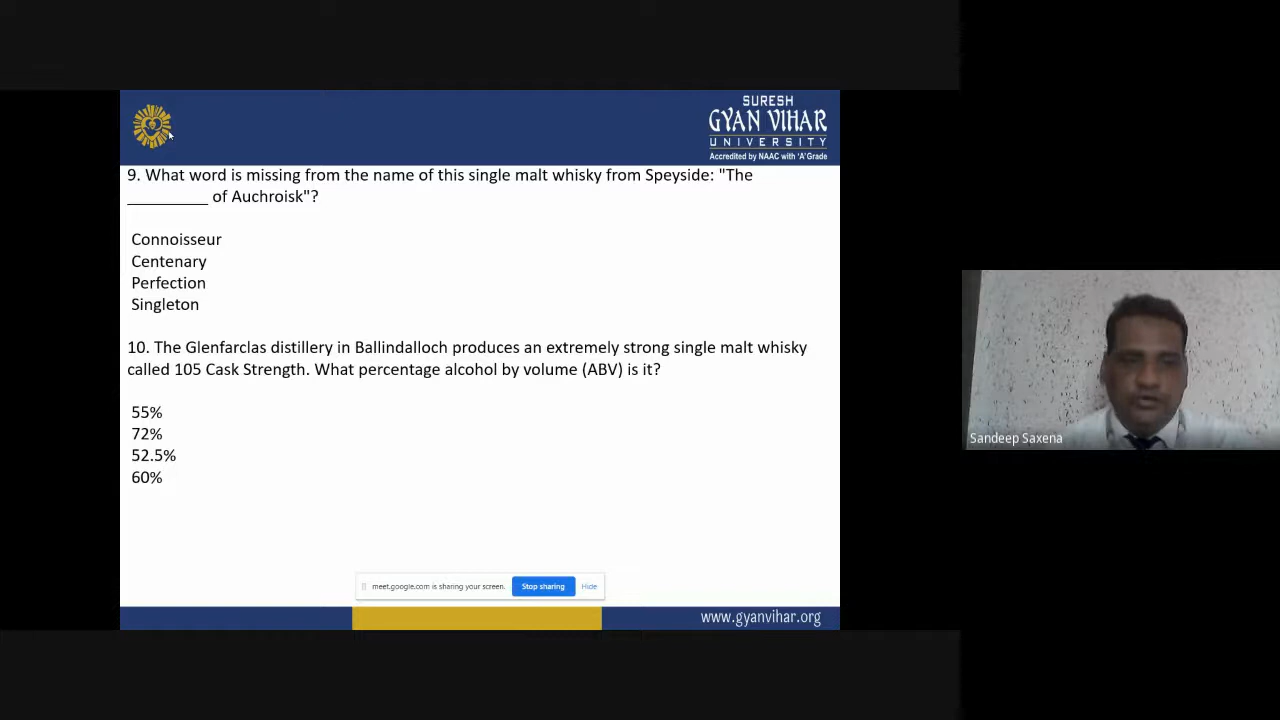 SURESH
GYAN VIHAR
UNIVERSITY
Accredited by NAAC with 'A' Grade
9. What word is missing from the name of this single malt whisky from Speyside: "The
_________ of Auchroisk"?
Connoisseur
Centenary
Perfection
Singleton
10. The Glenfarclas distillery in Ballindalloch produces an extremely strong single malt whisky
called 105 Cask Strength. What percentage alcohol by volume (ABV) is it?
55%
72%
52.5%
60%
Sandeep Saxena
meet.google.com is sharing your screen. Stop sharing Hide
www.gyanvihar.org